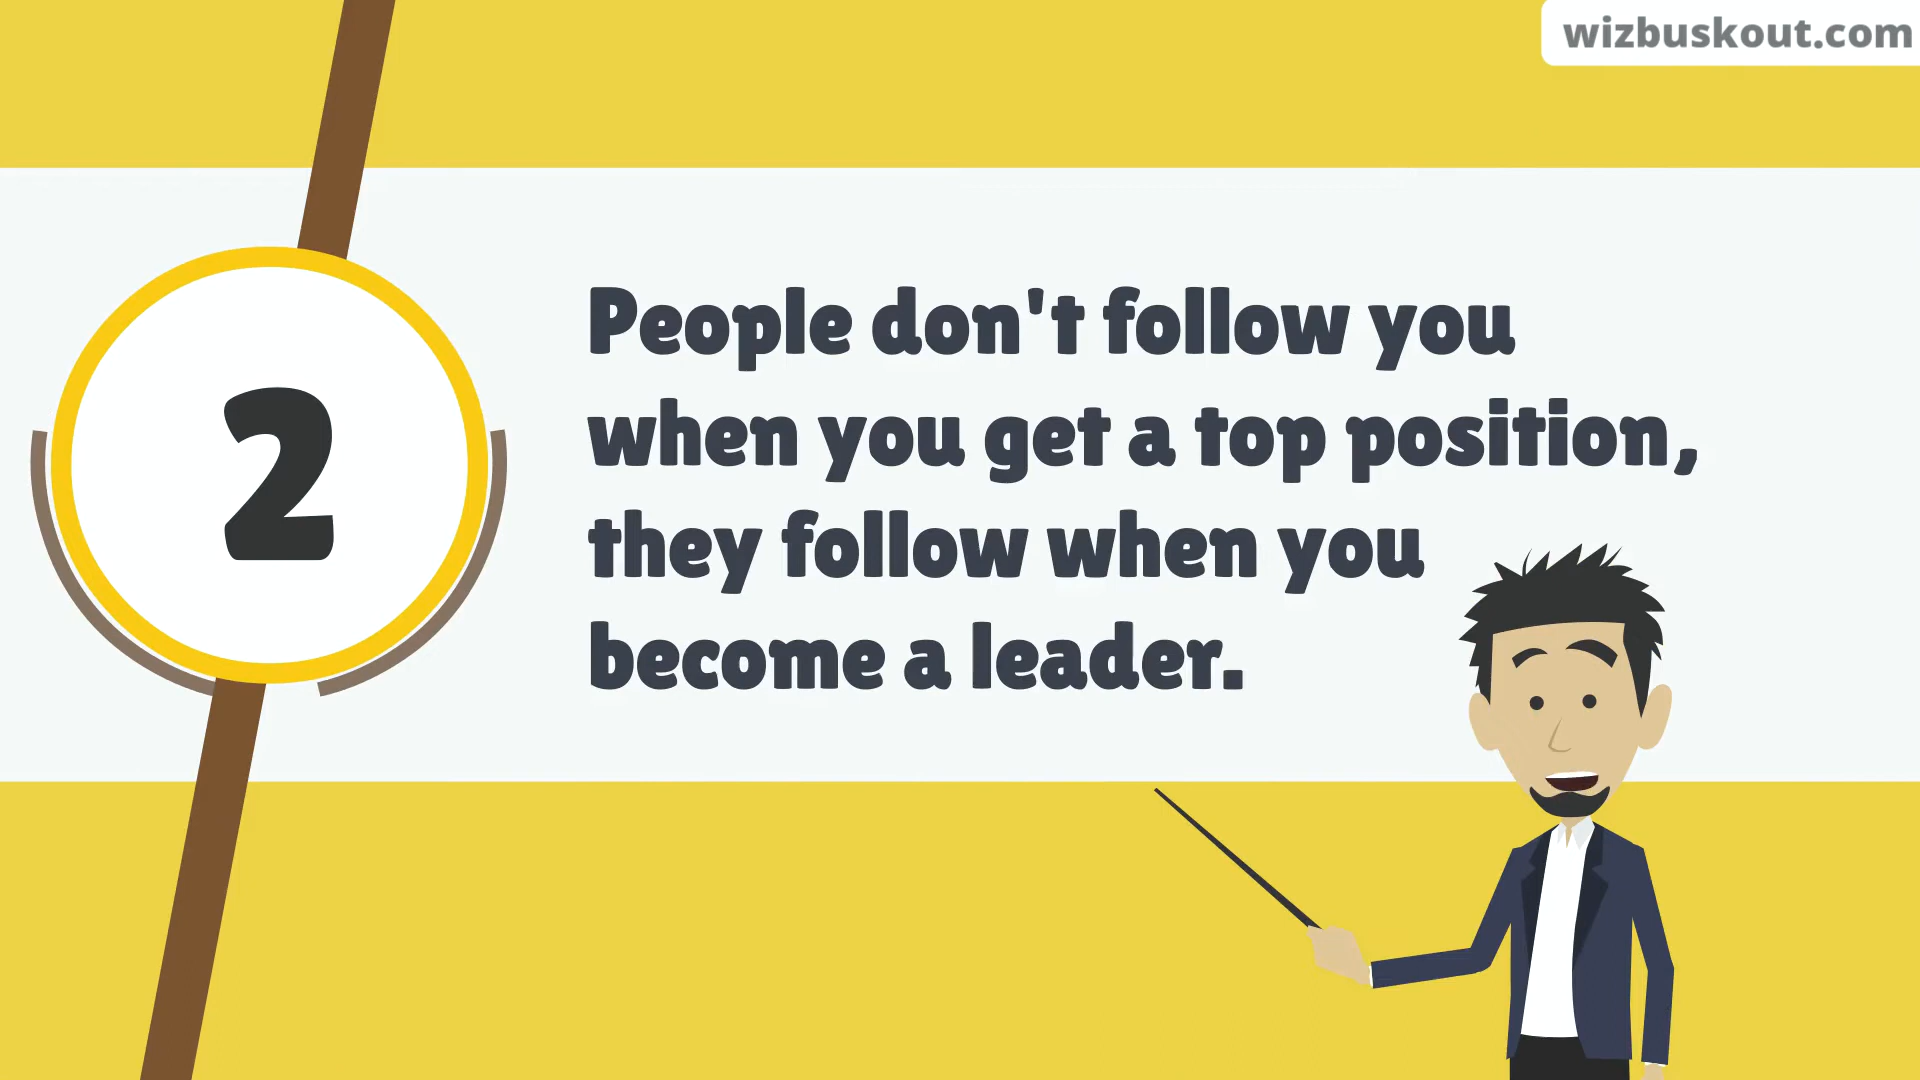 wizbuskout.com
2
People don't follow you
when you get a top position,
they follow when you
become a leader.